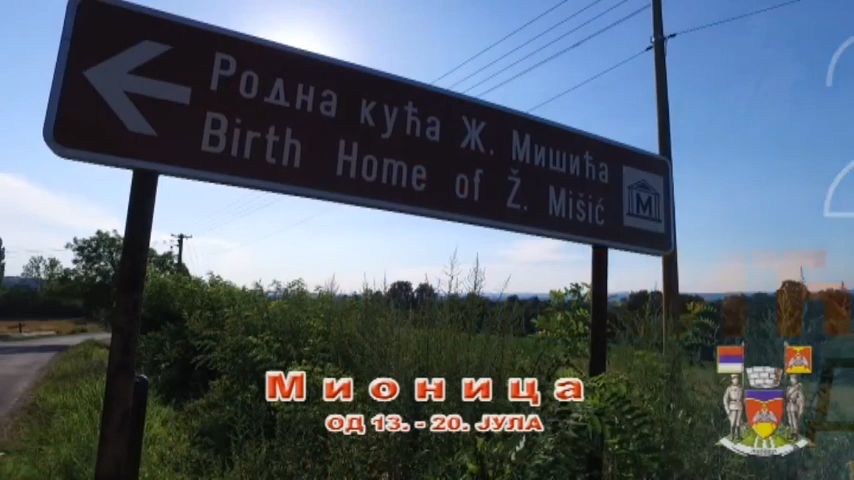 Родна кућа Ж. Мишића
Birth Home of Ž. Mišić
М
Мионица
ОД 13. - 20. ЈУЛА